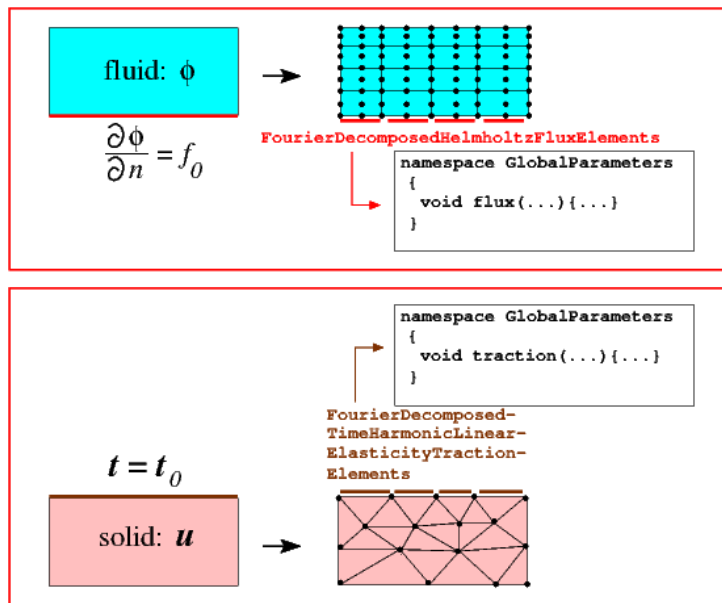 fluid: ϕ
∂ϕ/∂n = f0
FourierDecomposedHelmholtzFluxElements
namespace GlobalParameters
{
void flux(...){...}
}
namespace GlobalParameters
{
void traction(...){...}
}
FourierDecomposed-
TimeHarmonicLinear-
ElasticityTraction-
Elements
t = t0
solid: u